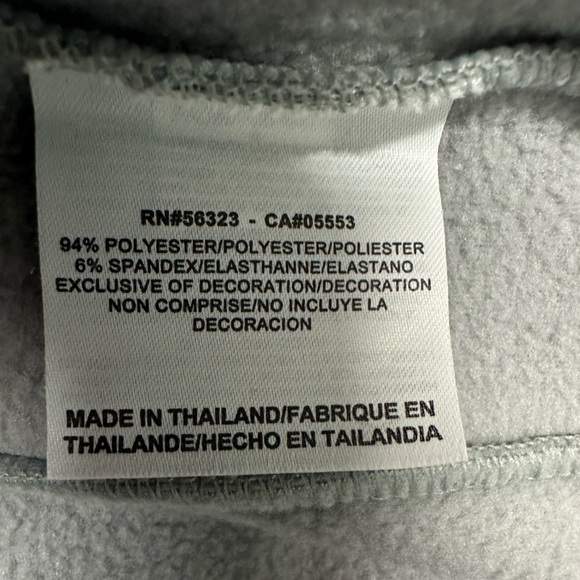 RN#56323 - CA#05553
94% POLYESTER/POLYESTER/POLIESTER
6% SPANDEX/ELASTHANNE/ELASTANO
EXCLUSIVE OF DECORATION/DECORATION
NON COMPRISE/NO INCLUYE LA
DECORACION
MADE IN THAILAND/FABRIQUE EN
THAILANDE/HECHO EN TAILANDIA